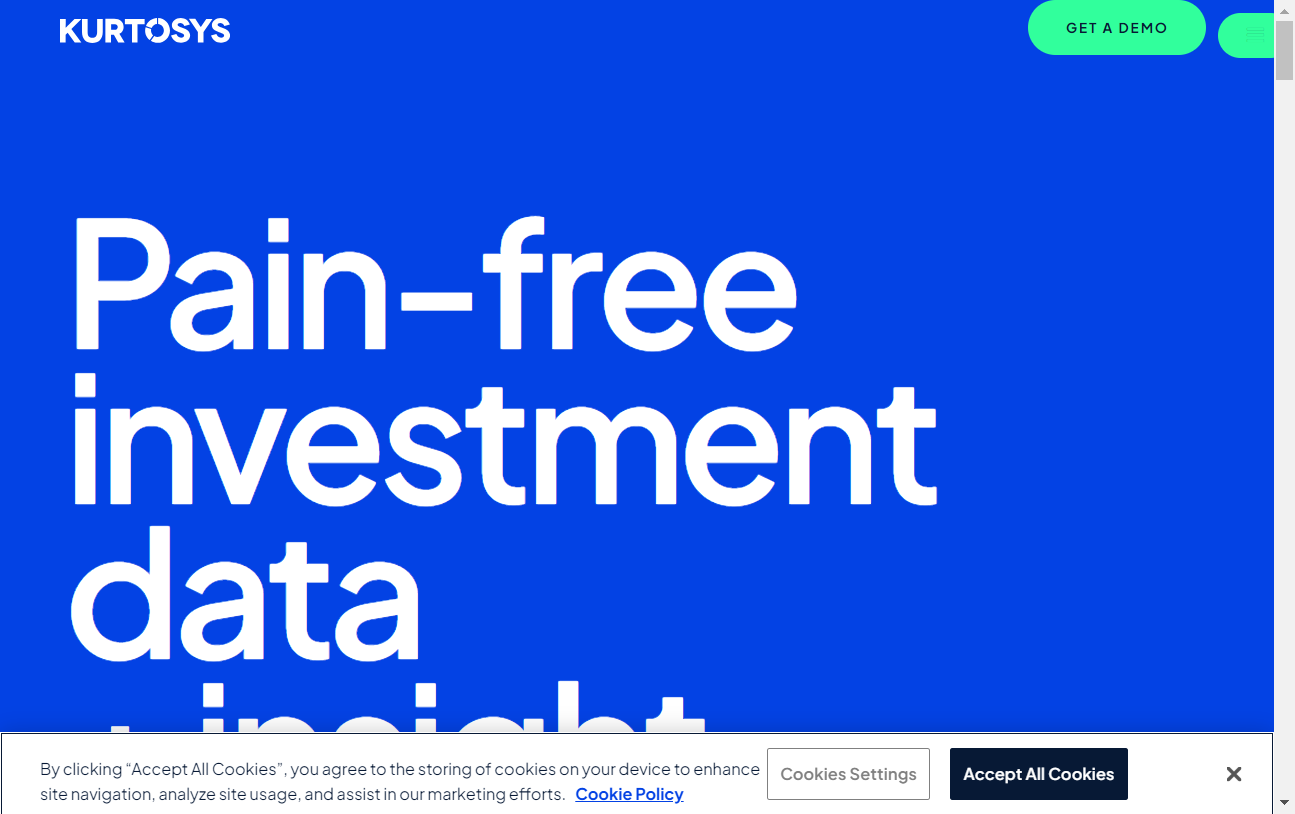 KURTOSYS
GET A DEMO
Pain-free
investment
data
+ insight
By clicking “Accept All Cookies”, you agree to the storing of cookies on your device to enhance
site navigation, analyze site usage, and assist in our marketing efforts. Cookie Policy
Cookies Settings
Accept All Cookies